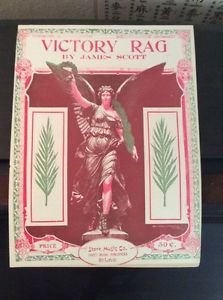 VICTORY RAG
BY JAMES SCOTT
PRICE
50 ¢.
Stark Music Co.
St. Louis